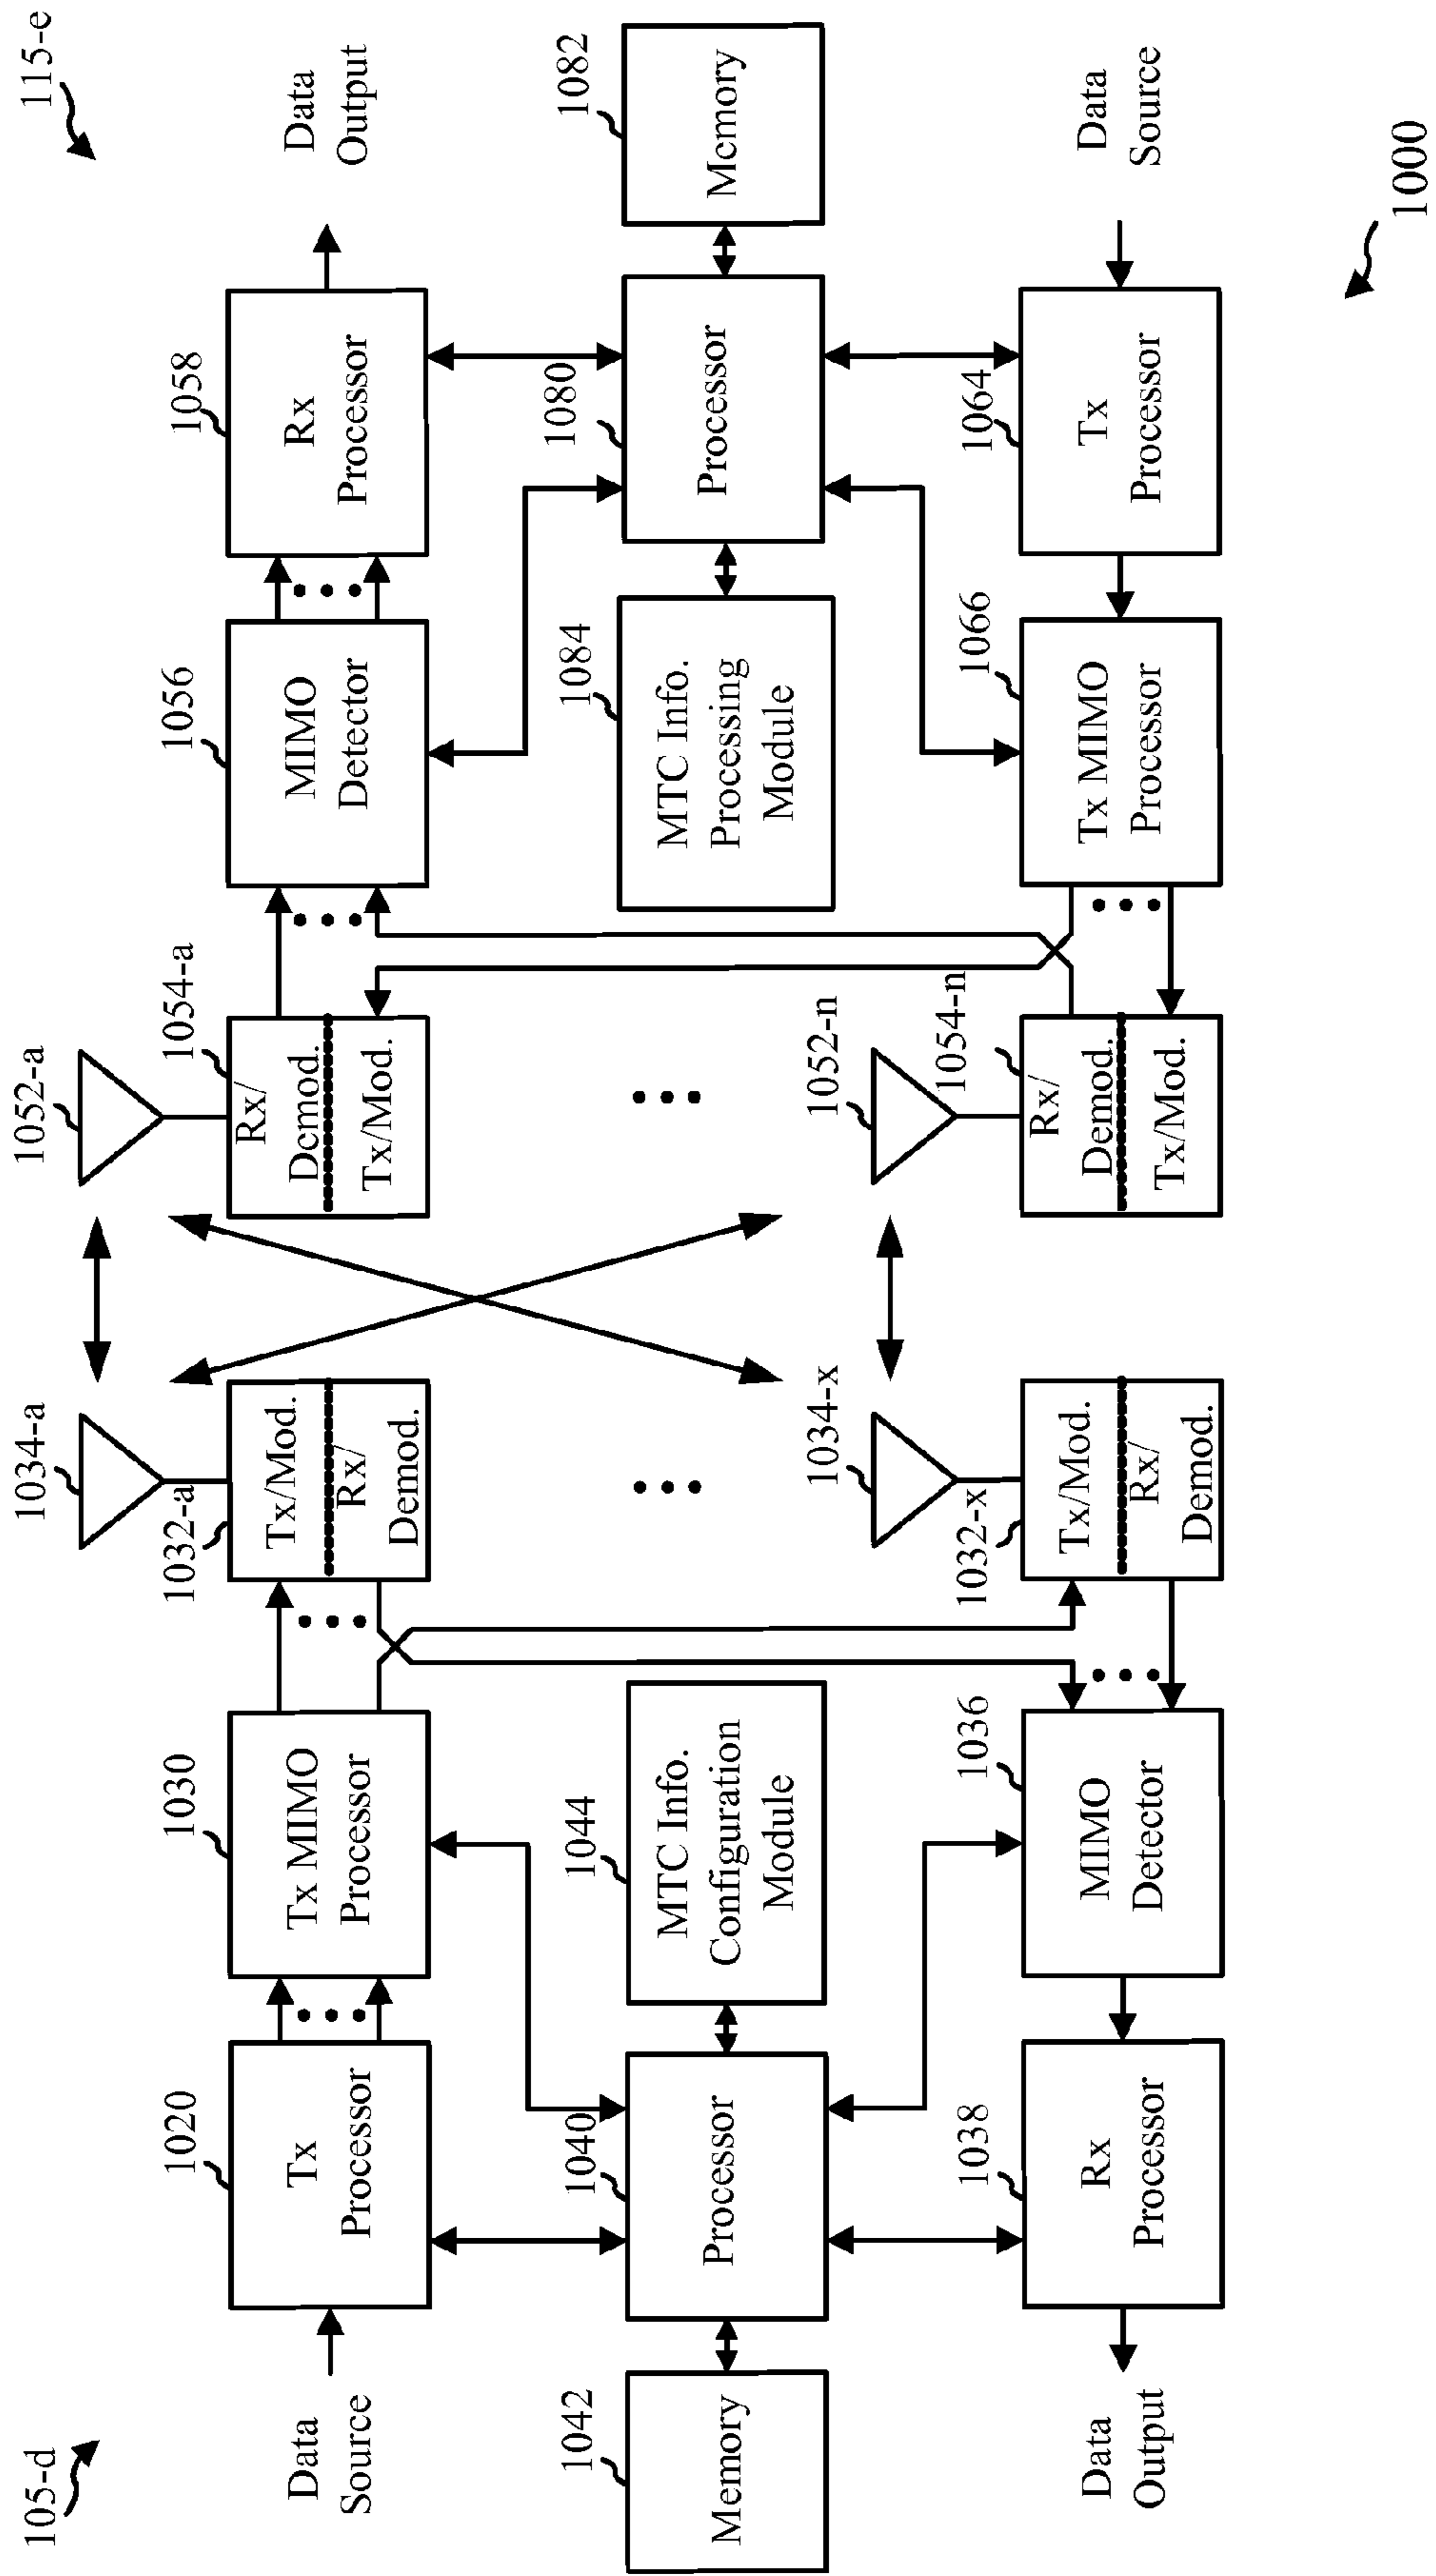 105-d
115-e
1034-a
1052-a
Data
Source
1020
Tx
Processor
1030
Tx MIMO
Processor
1032-a
Tx/Mod.
Rx/
Demod.
1054-a
Rx/
Demod.
Tx/Mod.
1056
MIMO
Detector
1058
Rx
Processor
Data
Output
1042
Memory
1040
Processor
1044
MTC Info.
Configuration
Module
1084
MTC Info.
Processing
Module
1080
Processor
1082
Memory
1034-x
1052-n
Data
Output
1038
Rx
Processor
1036
MIMO
Detector
1032-x
Tx/Mod.
Rx/
Demod.
1054-n
Rx/
Demod.
Tx/Mod.
1066
Tx MIMO
Processor
1064
Tx
Processor
Data
Source
1000